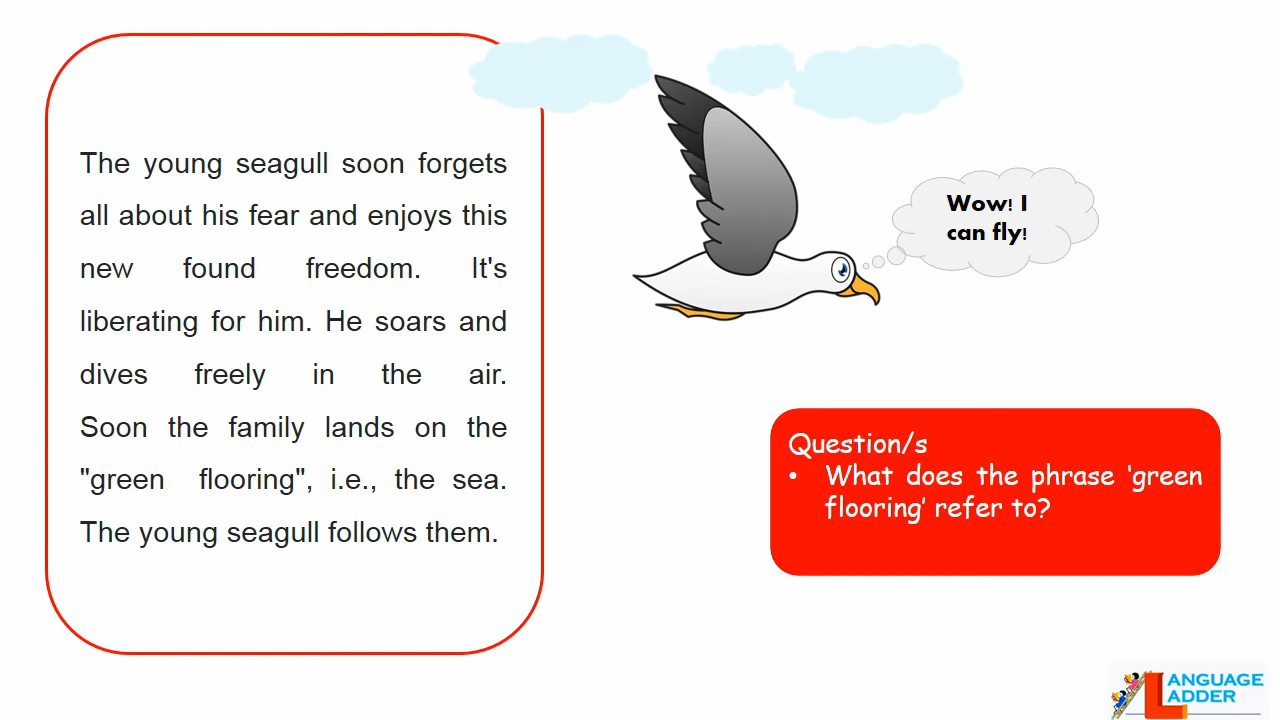 The young seagull soon forgets
all about his fear and enjoys this
new found freedom. It's
liberating for him. He soars and
dives freely in the air.
Soon the family lands on the
"green flooring", i.e., the sea.
The young seagull follows them.
Wow! I
can fly!
Question/s
• What does the phrase ‘green
flooring’ refer to?
LANGUAGE
LADDER